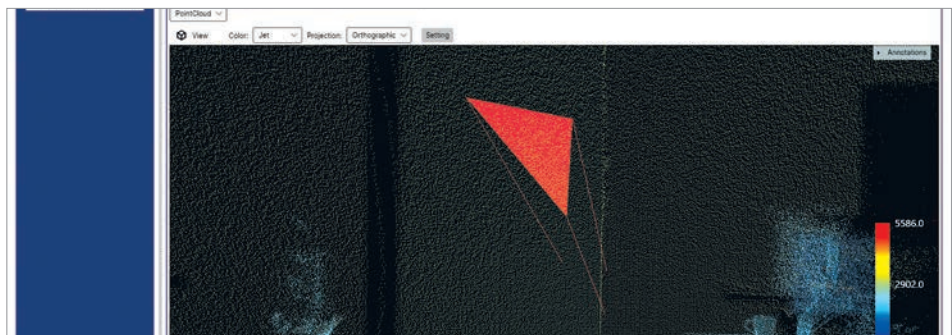 PointCloud
View Color: Jet Projection: Orthographic Setting
Annotations
5586.0
2902.0